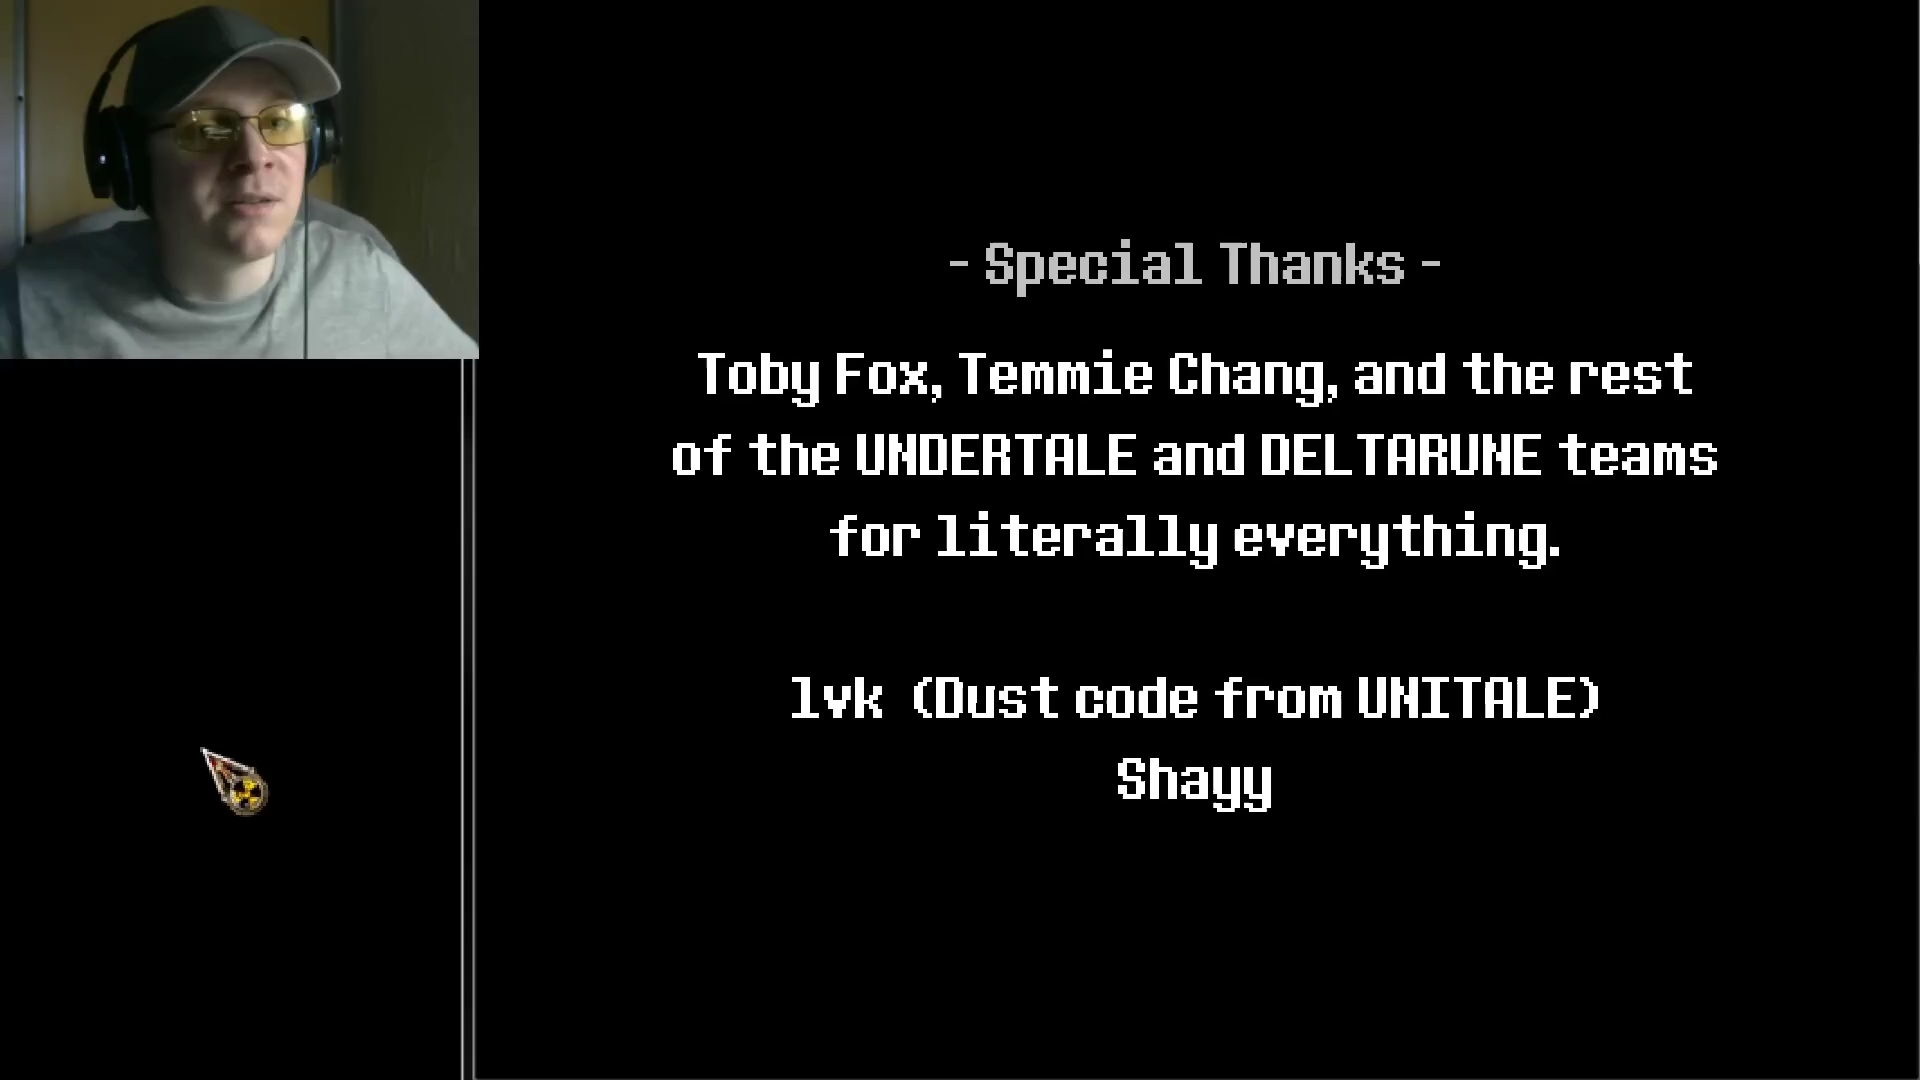 - Special Thanks -
Toby Fox, Temmie Chang, and the rest
of the UNDERTALE and DELTARUNE teams
for literally everything.
lvk (Dust code from UNITALE)
Shayy